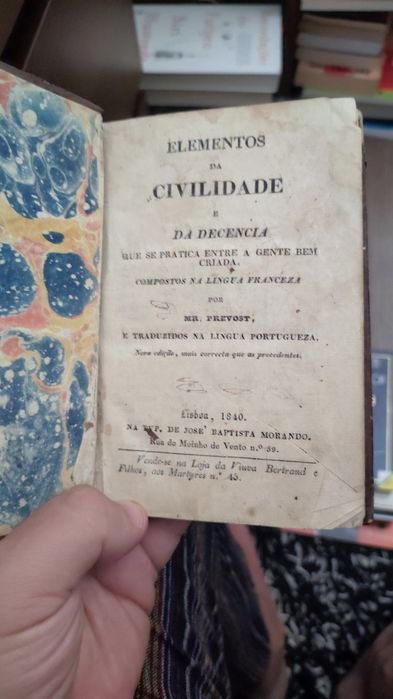 ELEMENTOS
DA
CIVILIDADE
E
DA DECENCIA
QUE SE PRATICA ENTRE A GENTE BEM
CRIADA.
COMPOSTOS NA LINGUA FRANCEZA
POR
MR. PREVOST,
E TRADUZIDOS NA LINGUA PORTUGUEZA.
Nova edição, mais correcta que as precedentes.
Lisboa, 1840.
NA TYP. DE JOSÉ BAPTISTA MORANDO.
Rua do Moinho de Vento n.º 59.
Vende-se na Loja da Viuva Bertrand e
Filhos, aos Martyres n.º 45.